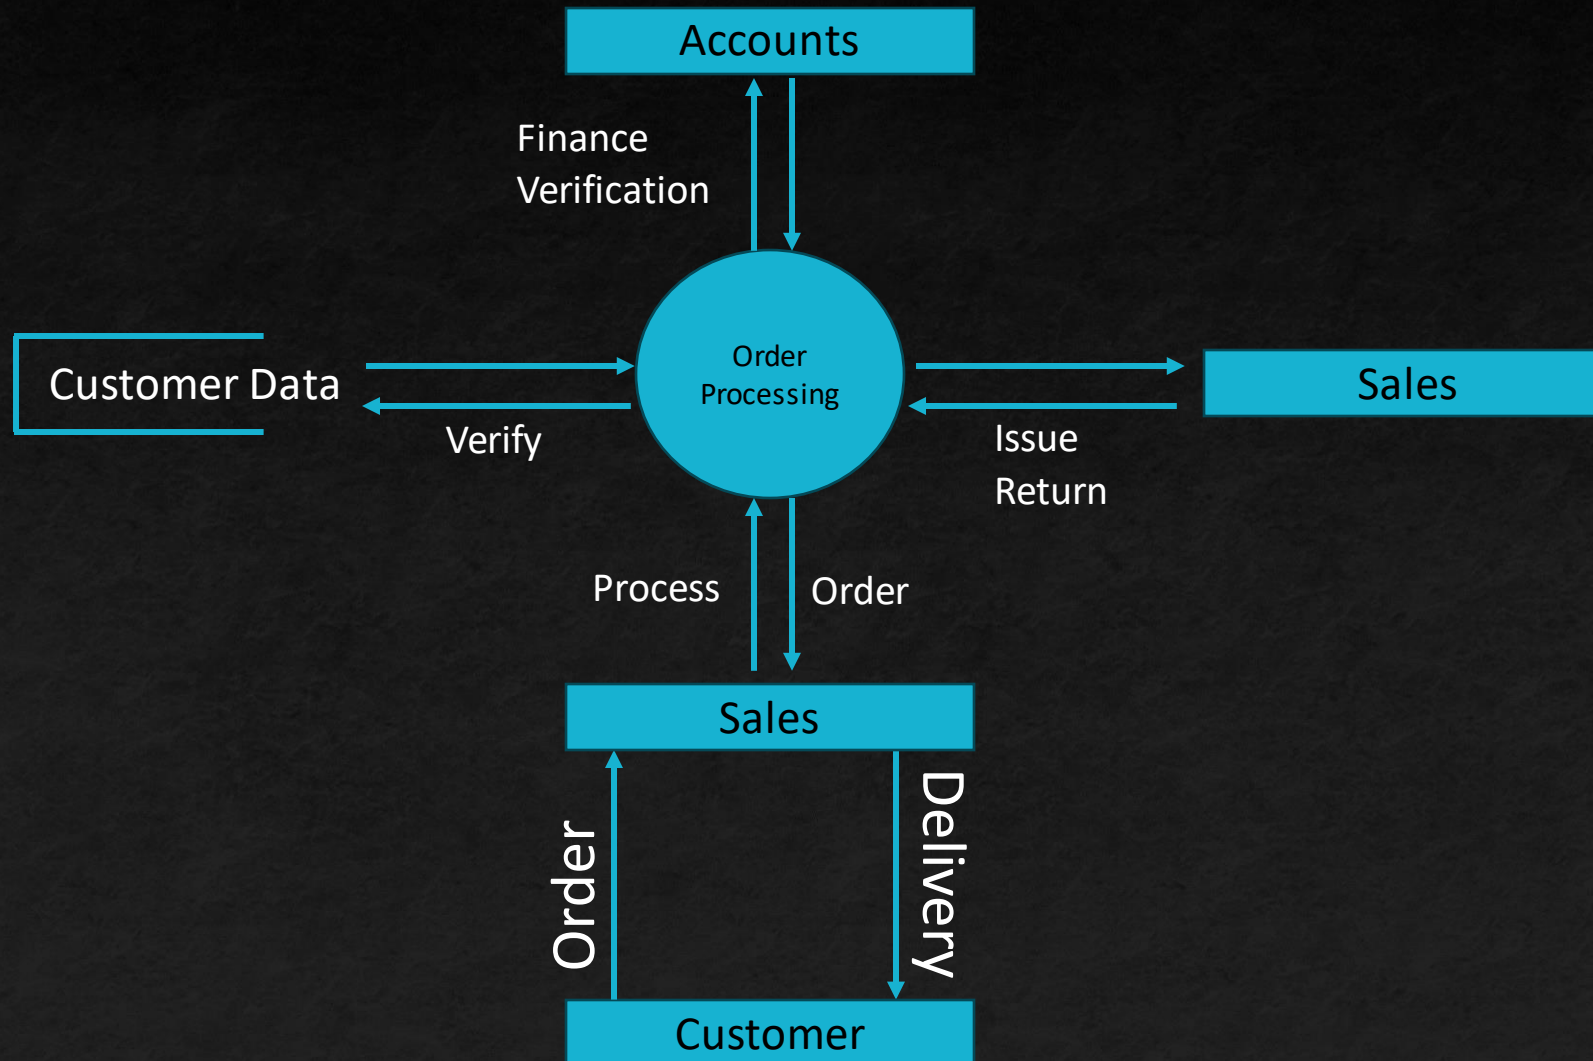 Accounts
Finance
Verification
Customer Data
Order
Processing
Sales
Verify
Issue
Return
Process
Order
Sales
Order
Delivery
Customer